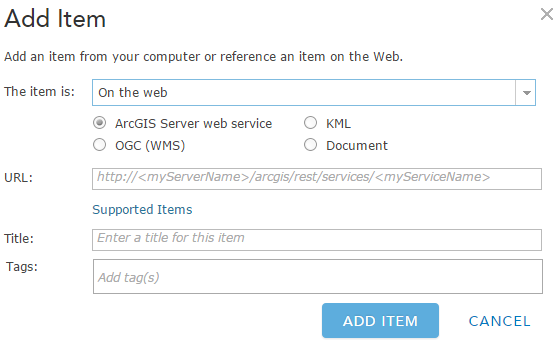 Add Item
Add an item from your computer or reference an item on the Web.
The item is: On the web
ArcGIS Server web service KML
OGC (WMS) Document
URL: http://<myServerName>/arcgis/rest/services/<myServiceName>
Supported Items
Title: Enter a title for this item
Tags: Add tag(s)
ADD ITEM CANCEL